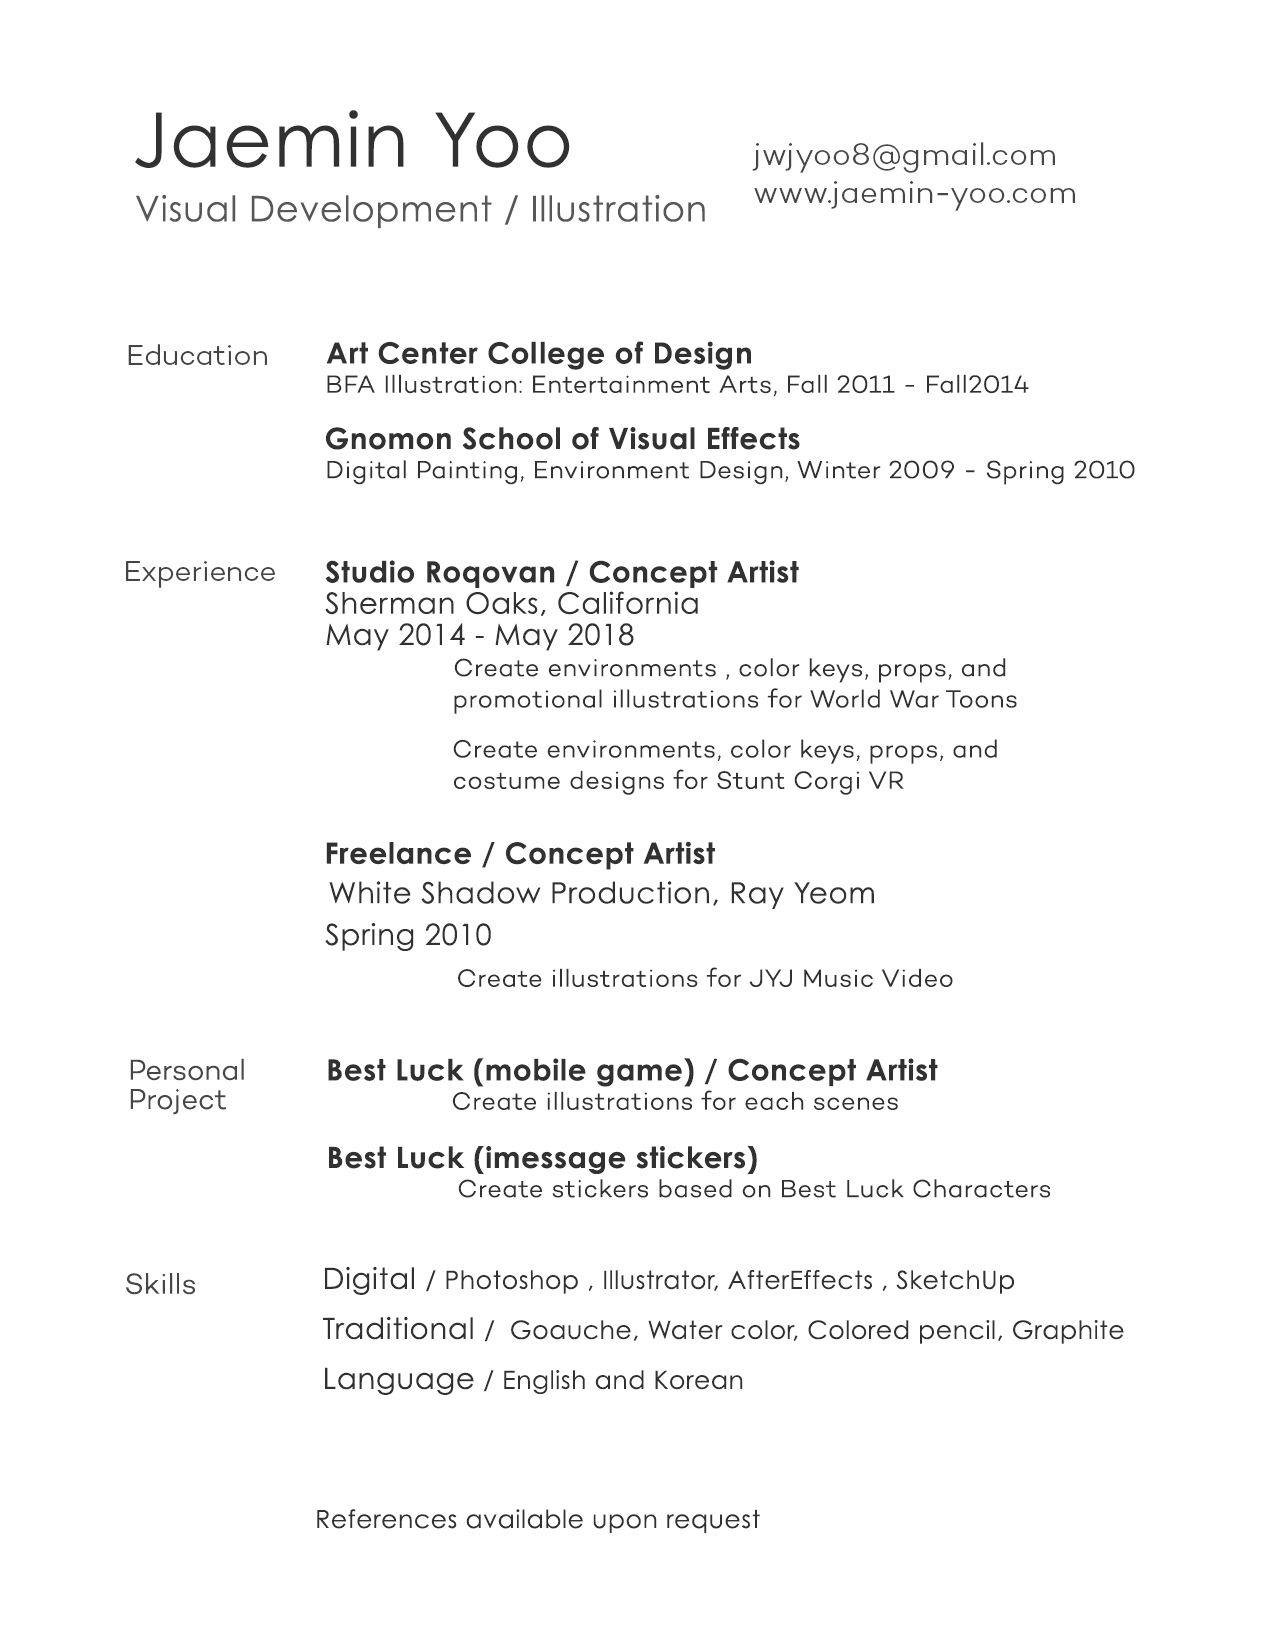 Jaemin Yoo
Visual Development / Illustration
jwjyoo8@gmail.com
www.jaemin-yoo.com
Education
Art Center College of Design
BFA Illustration: Entertainment Arts, Fall 2011 - Fall2014
Gnomon School of Visual Effects
Digital Painting, Environment Design, Winter 2009 - Spring 2010
Experience
Studio Roqovan / Concept Artist
Sherman Oaks, California
May 2014 - May 2018
Create environments , color keys, props, and
promotional illustrations for World War Toons
Create environments, color keys, props, and
costume designs for Stunt Corgi VR
Freelance / Concept Artist
White Shadow Production, Ray Yeom
Spring 2010
Create illustrations for JYJ Music Video
Personal
Project
Best Luck (mobile game) / Concept Artist
Create illustrations for each scenes
Best Luck (imessage stickers)
Create stickers based on Best Luck Characters
Skills
Digital / Photoshop , Illustrator, AfterEffects , SketchUp
Traditional / Goauche, Water color, Colored pencil, Graphite
Language / English and Korean
References available upon request